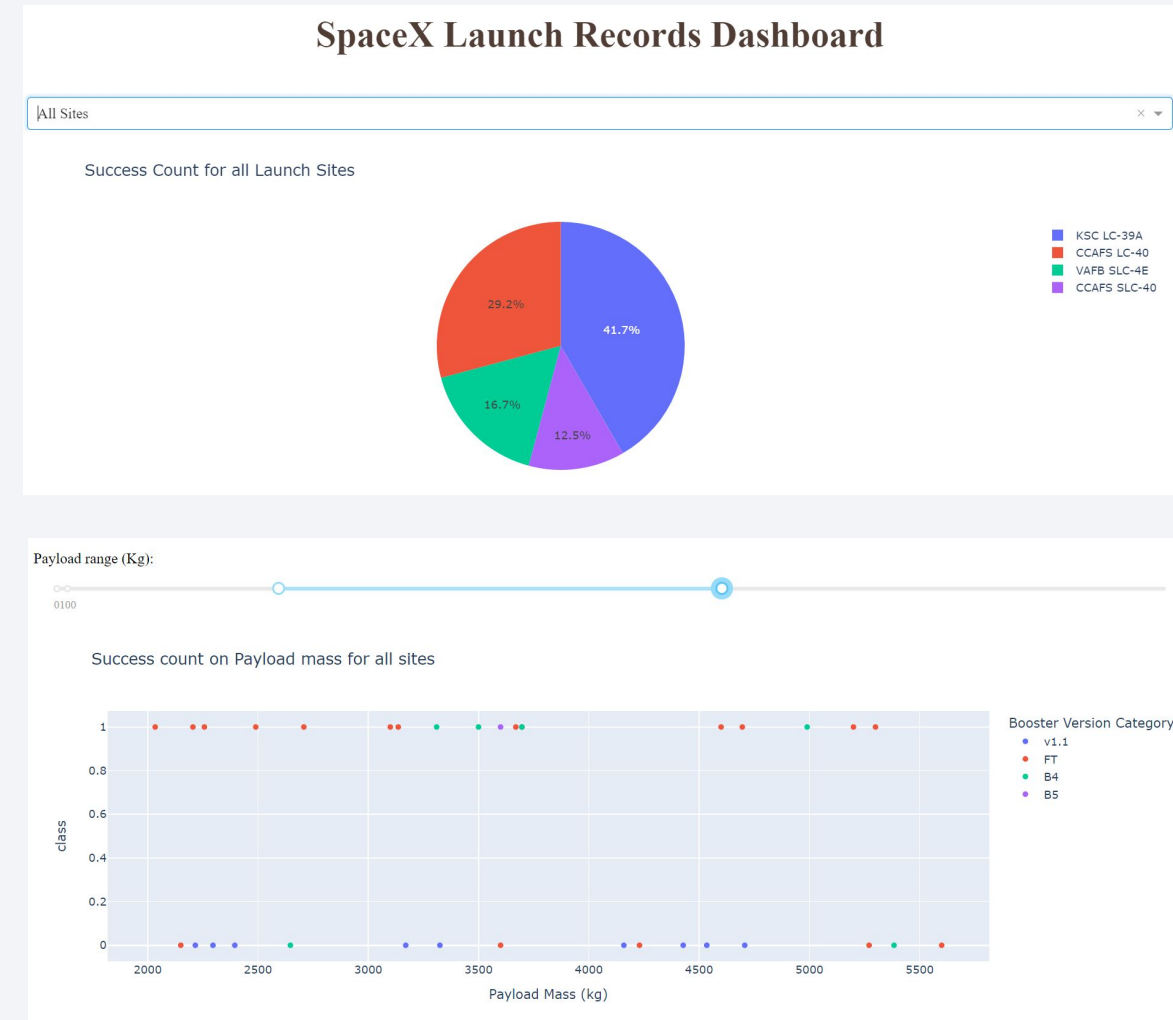 SpaceX Launch Records Dashboard
All Sites
Success Count for all Launch Sites
KSC LC-39A
CCAFS LC-40
VAFB SLC-4E
CCAFS SLC-40
29.2%
41.7%
16.7%
12.5%
Payload range (Kg):
0100
Success count on Payload mass for all sites
Booster Version Category
v1.1
FT
B4
B5
1
0.8
0.6
0.4
0.2
0
class
2000 2500 3000 3500 4000 4500 5000 5500
Payload Mass (kg)